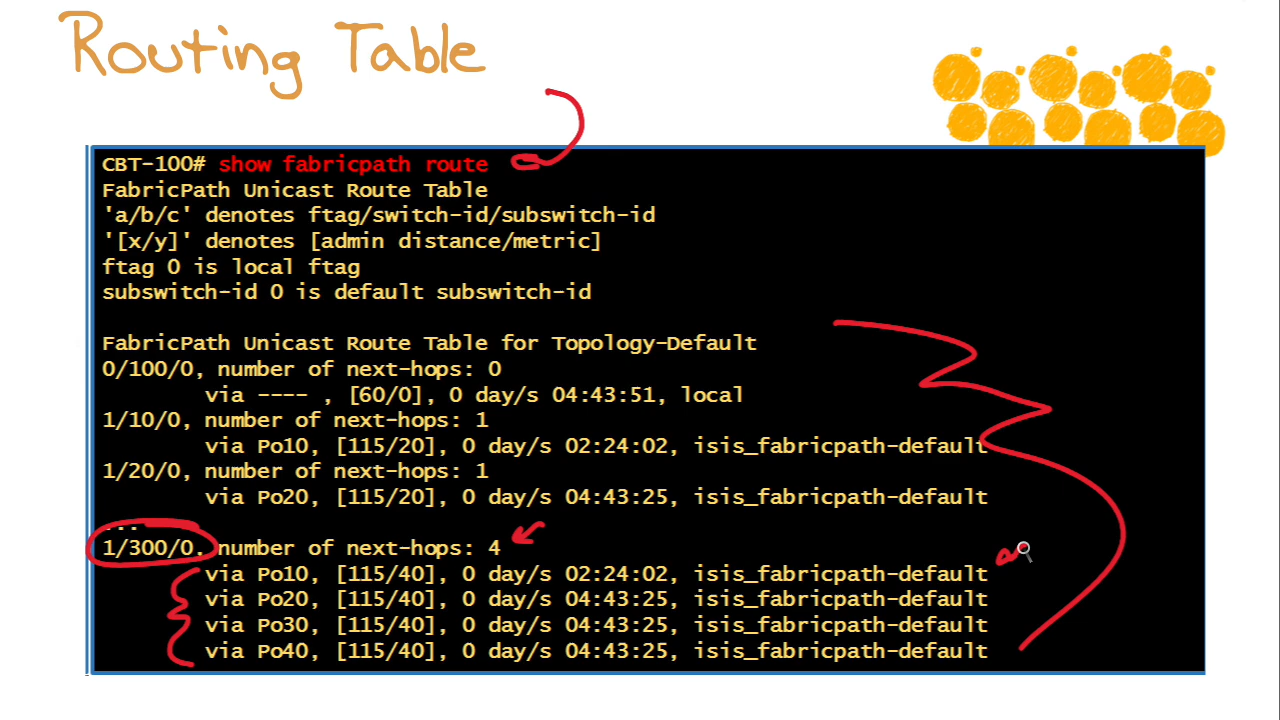 Routing Table
CBT-100# show fabricpath route
FabricPath Unicast Route Table
'a/b/c' denotes ftag/switch-id/subswitch-id
'[x/y]' denotes [admin distance/metric]
ftag 0 is local ftag
subswitch-id 0 is default subswitch-id
FabricPath Unicast Route Table for Topology-Default
0/100/0, number of next-hops: 0
via ---- , [60/0], 0 day/s 04:43:51, local
1/10/0, number of next-hops: 1
via Po10, [115/20], 0 day/s 02:24:02, isis_fabricpath-default
1/20/0, number of next-hops: 1
via Po20, [115/20], 0 day/s 04:43:25, isis_fabricpath-default
...
1/300/0, number of next-hops: 4
via Po10, [115/40], 0 day/s 02:24:02, isis_fabricpath-default
via Po20, [115/40], 0 day/s 04:43:25, isis_fabricpath-default
via Po30, [115/40], 0 day/s 04:43:25, isis_fabricpath-default
via Po40, [115/40], 0 day/s 04:43:25, isis_fabricpath-default